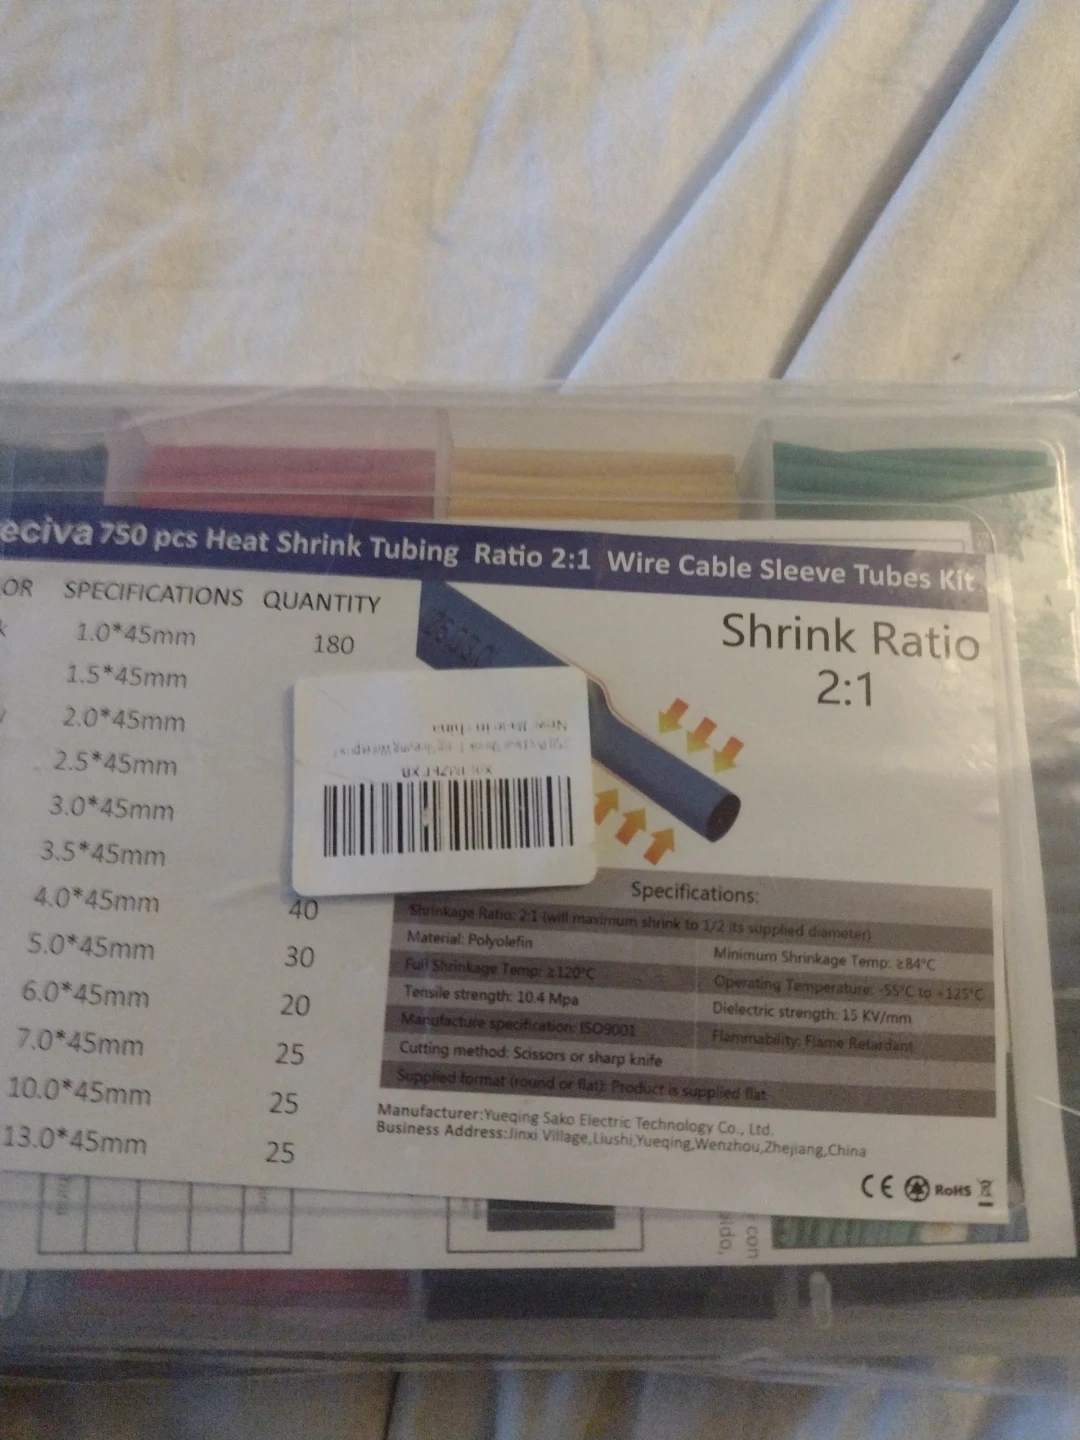 eciva 750 pcs Heat Shrink Tubing Ratio 2:1 Wire Cable Sleeve Tubes Kit
OR SPECIFICATIONS QUANTITY
k 1.0*45mm 180
1.5*45mm
2.0*45mm
2.5*45mm
3.0*45mm
3.5*45mm
4.0*45mm 40
5.0*45mm 30
6.0*45mm 20
7.0*45mm 25
10.0*45mm 25
13.0*45mm 25
Shrink Ratio
2:1
New, Made in China
Specifications:
Shrinkage Ratio: 2:1 (will maximum shrink to 1/2 its supplied diameter)
Material: Polyolefin
Minimum Shrinkage Temp: ≥84°C
Full Shrinkage Temp: ≥120°C
Operating Temperature: -55°C to +125°C
Tensile strength: 10.4 Mpa
Dielectric strength: 15 KV/mm
Manufacture specification: ISO9001
Flammability: Flame Retardant
Cutting method: Scissors or sharp knife
Supplied format (round or flat): Product is supplied flat
Manufacturer:Yueqing Sako Electric Technology Co., Ltd.
Business Address:Jinxi Village,Liushi,Yueqing,Wenzhou,Zhejiang,China
CE RoHS